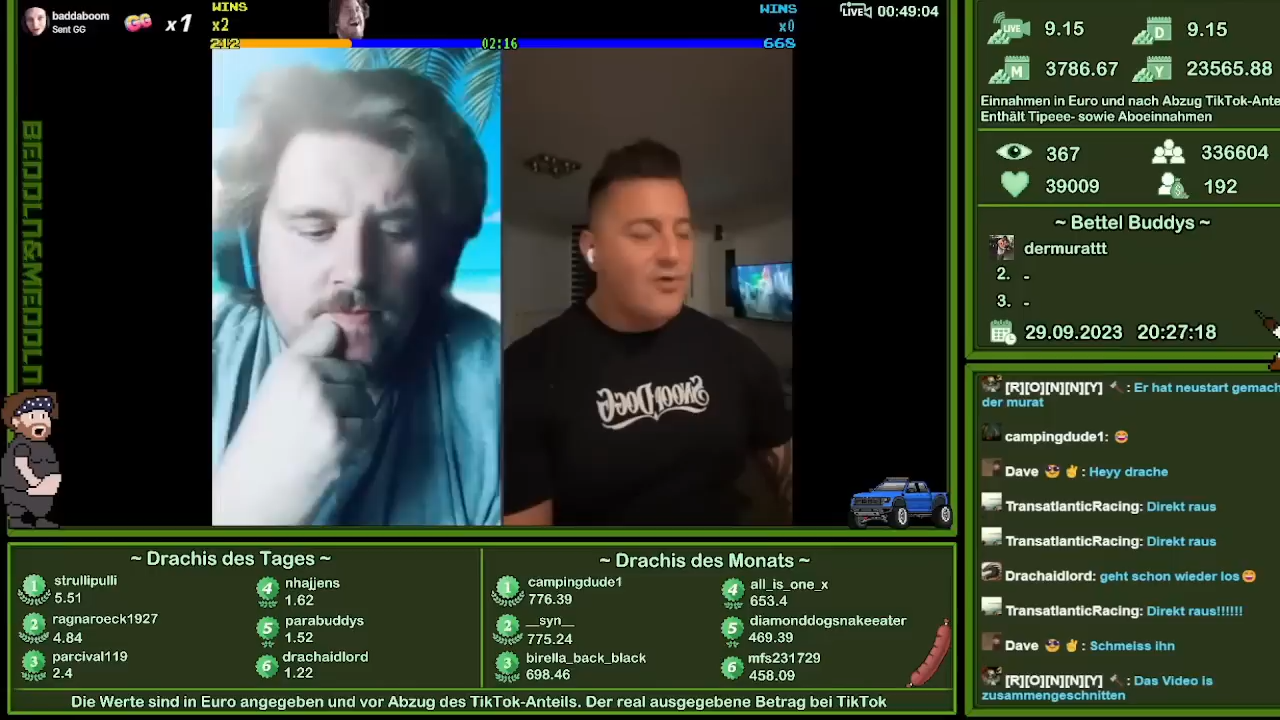 baddaboom
Sent GG
GG
x1
WINS
x2
212
02:16
WINS
x0
668
LIVE
00:49:04
LIVE
9.15
D
9.15
M
3786.67
Y
23565.88
Einnahmen in Euro und nach Abzug TikTok-Ante
Enthält Tipeee- sowie Aboeinnahmen
367
336604
39009
192
~ Bettel Buddys ~
dermurattt
2. -
3. -
29.09.2023 20:27:18
[R][O][N][N][Y] : Er hat neustart gemach
der murat
campingdude1: 😂
Dave 😎✌: Heyy drache
TransatlanticRacing: Direkt raus
TransatlanticRacing: Direkt raus
Drachaidlord: geht schon wieder los😅
TransatlanticRacing: Direkt raus!!!!!!
Dave 😎✌: Schmeiss ihn
[R][O][N][N][Y] : Das Video is
zusammengeschnitten
~ Drachis des Tages ~
1 strullipulli
5.51
2 ragnaroeck1927
4.84
3 parcival119
2.4
4 nhajjens
1.62
5 parabuddys
1.52
6 drachaidlord
1.22
~ Drachis des Monats ~
1 campingdude1
776.39
2 __syn__
775.24
3 birella_back_black
698.46
4 all_is_one_x
653.4
5 diamonddogsnakeeater
469.39
6 mfs231729
458.09
Die Werte sind in Euro angegeben und vor Abzug des TikTok-Anteils. Der real ausgegebene Betrag bei TikTok